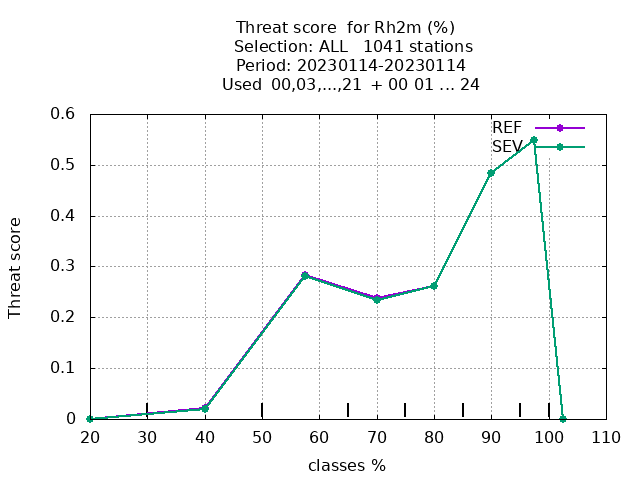 Threat score  for Rh2m (%)
Selection: ALL   1041 stations
Period: 20230114-20230114
Used  00,03,...,21  + 00 01 ... 24
REF
SEV
0.6
0.5
0.4
0.3
0.2
0.1
0
Threat score
20 30 40 50 60 70 80 90 100 110
classes %